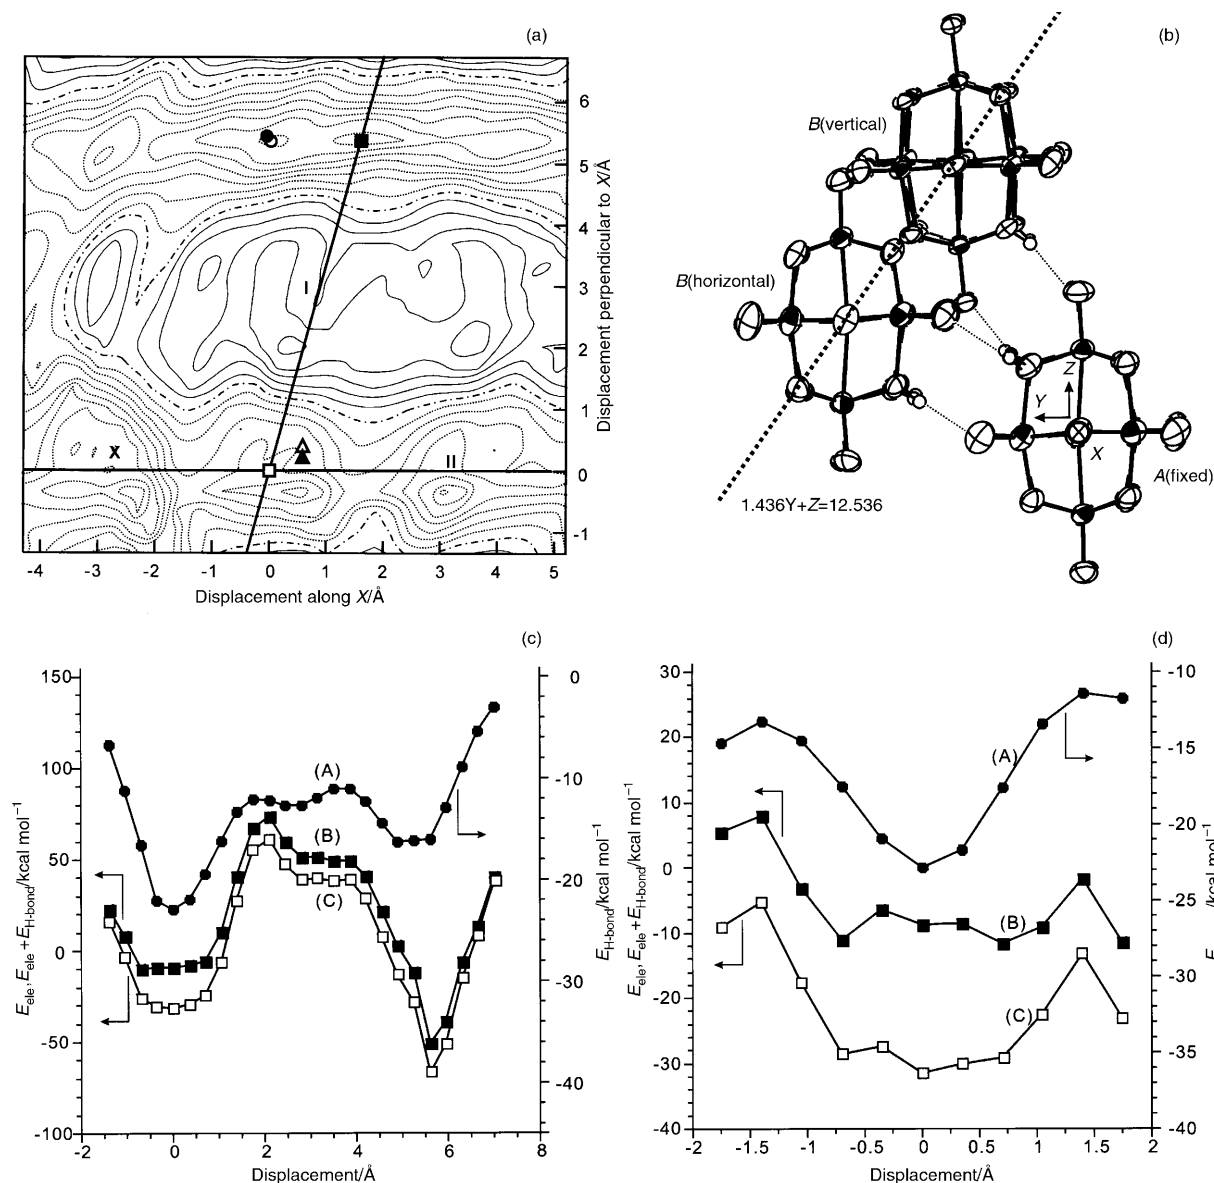 (a)
6
5
4
3
2
1
0
-1
Displacement perpendicular to X/Å
I
II
X
-4 -3 -2 -1 0 1 2 3 4 5
Displacement along X/Å
(b)
B(vertical)
B(horizontal)
Z
Y
X
A(fixed)
1.436Y+Z=12.536
(c)
150
100
50
0
-50
-100
E_ele, E_ele + E_H-bond/kcal mol⁻¹
(A)
(B)
(C)
0
-10
-20
-30
-40
E_H-bond/kcal mol⁻¹
-2 0 2 4 6 8
Displacement/Å
(d)
30
20
10
0
-10
-20
-30
-40
E_ele, E_ele + E_H-bond/kcal mol⁻¹
(A)
(B)
(C)
-10
-15
-20
-25
-30
-35
-40
/kcal mol⁻¹
-2 -1.5 -1 -0.5 0 0.5 1 1.5 2
Displacement/Å